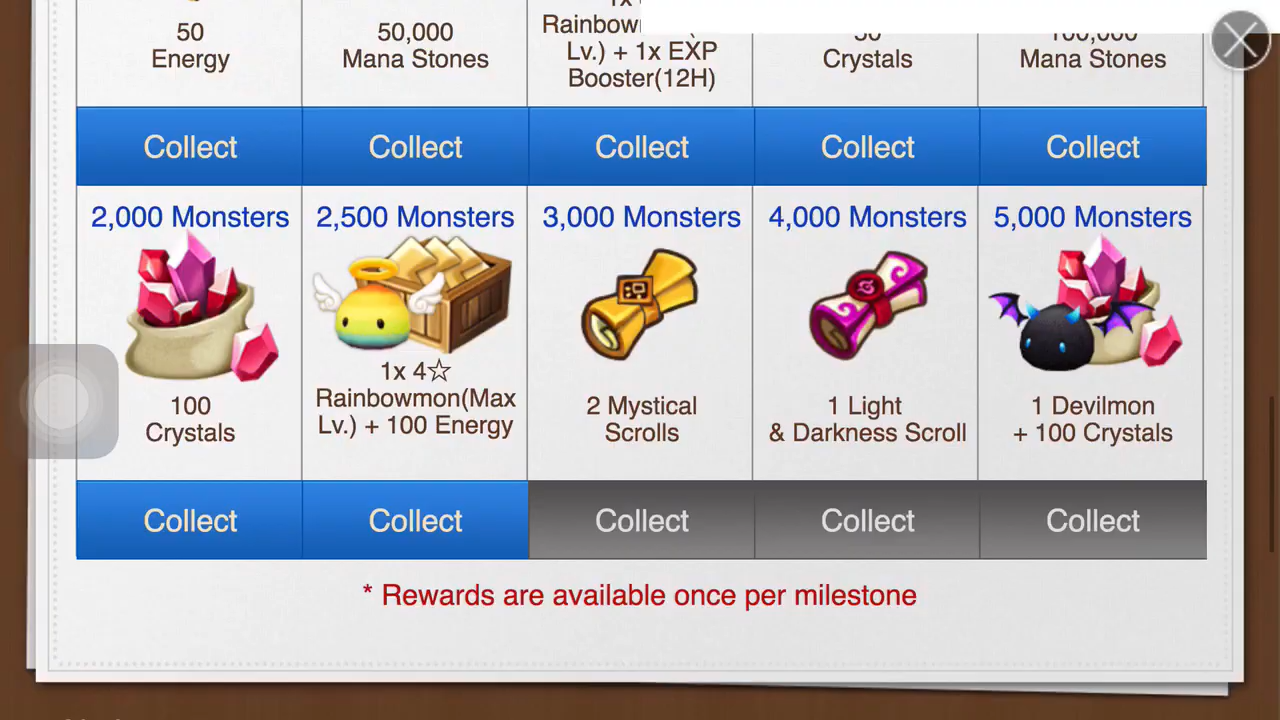 50
Energy
50,000
Mana Stones
Lv.) + 1x EXP
Booster(12H)
Crystals
Mana Stones
Collect
Collect
Collect
Collect
Collect
2,000 Monsters
2,500 Monsters
3,000 Monsters
4,000 Monsters
5,000 Monsters
100
Crystals
1x 4☆
Rainbowmon(Max
Lv.) + 100 Energy
2 Mystical
Scrolls
1 Light
& Darkness Scroll
1 Devilmon
+ 100 Crystals
Collect
Collect
Collect
Collect
Collect
* Rewards are available once per milestone